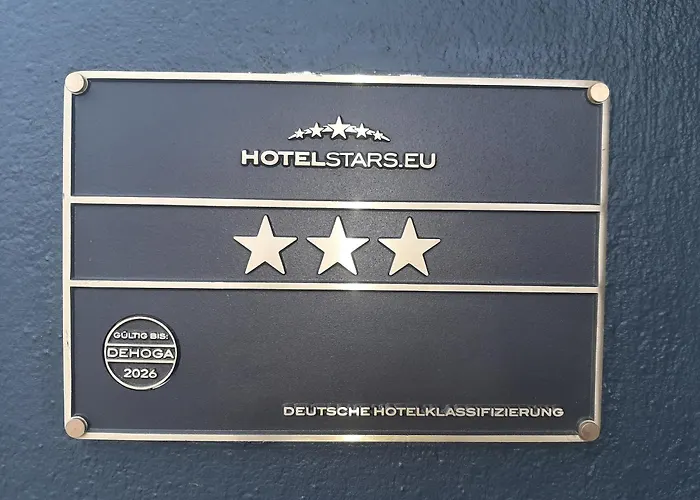 HOTELSTARS.EU
GÜLTIG BIS:
DEHOGA
2026
DEUTSCHE HOTELKLASSIFIZIERUNG